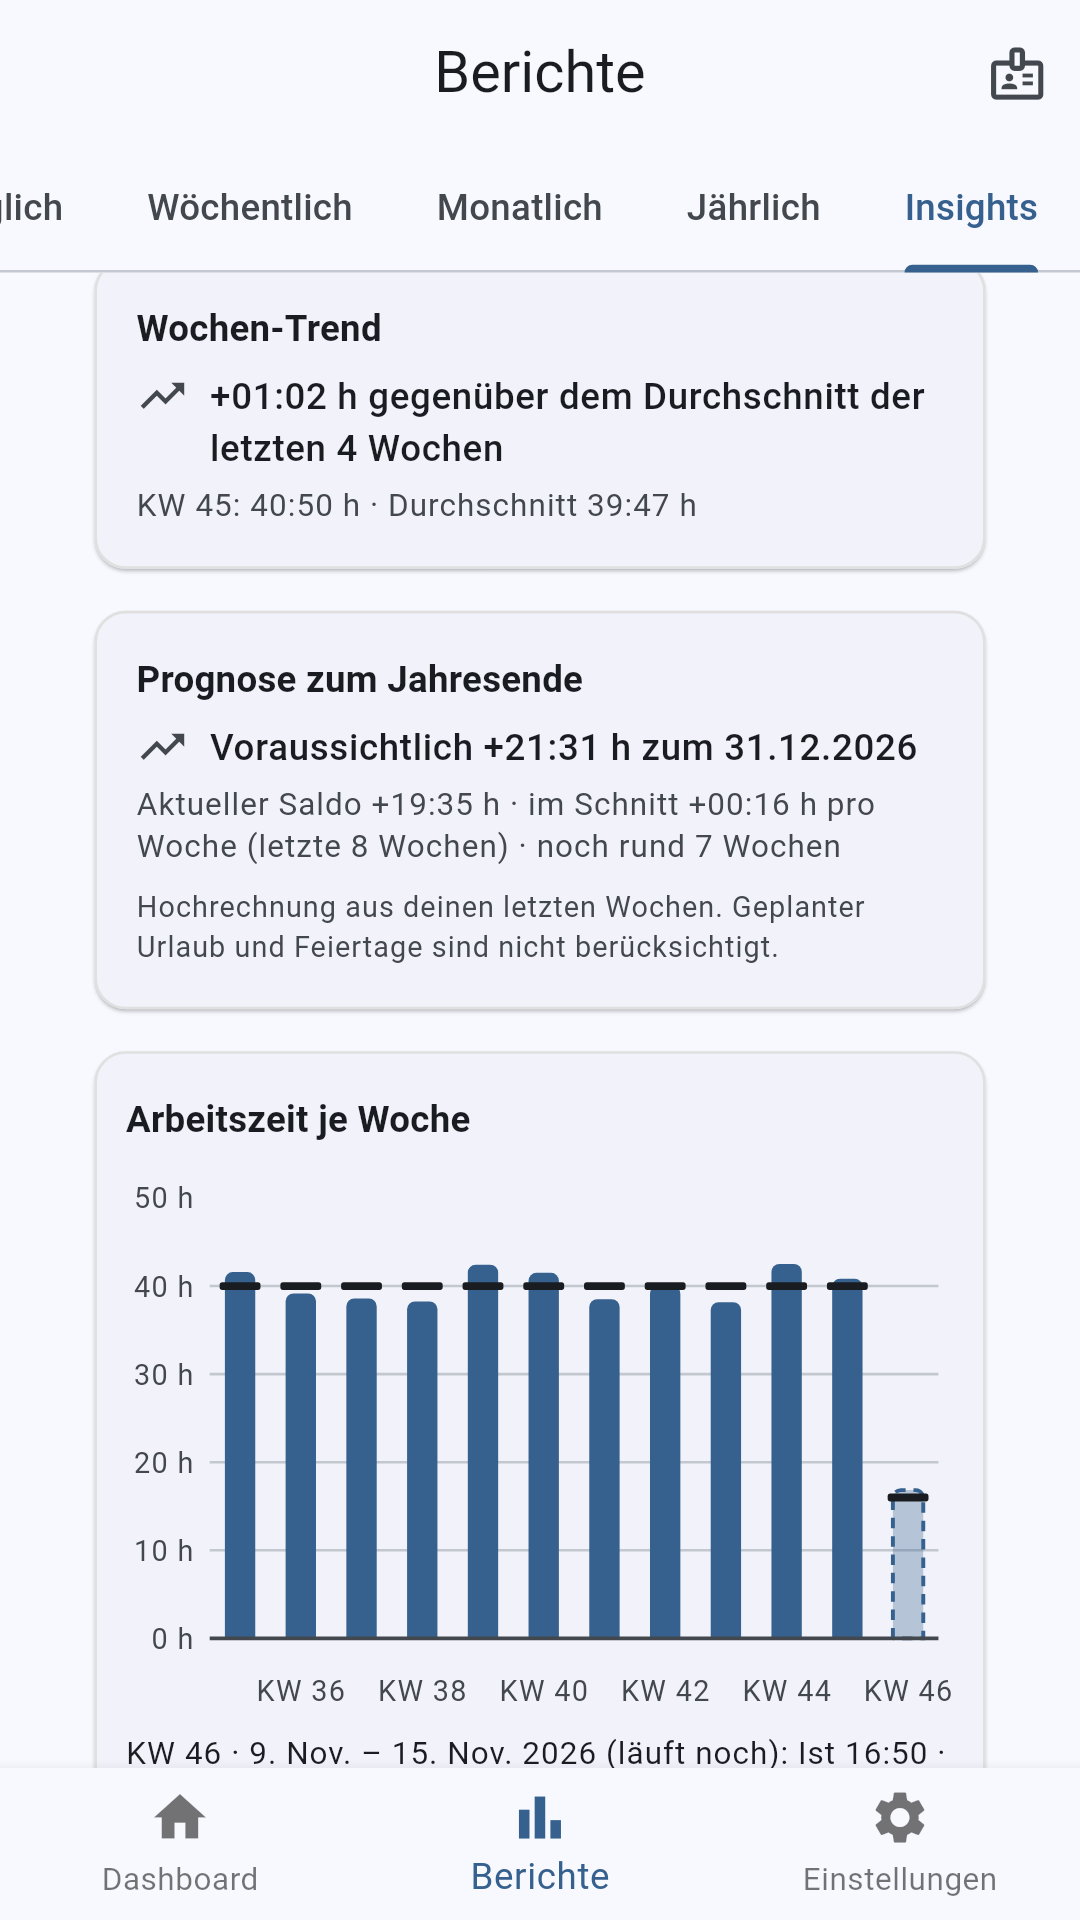 Berichte
glich Wöchentlich Monatlich Jährlich Insights
Wochen-Trend
+01:02 h gegenüber dem Durchschnitt der
letzten 4 Wochen
KW 45: 40:50 h · Durchschnitt 39:47 h
Prognose zum Jahresende
Voraussichtlich +21:31 h zum 31.12.2026
Aktueller Saldo +19:35 h · im Schnitt +00:16 h pro
Woche (letzte 8 Wochen) · noch rund 7 Wochen
Hochrechnung aus deinen letzten Wochen. Geplanter
Urlaub und Feiertage sind nicht berücksichtigt.
Arbeitszeit je Woche
50 h
40 h
30 h
20 h
10 h
0 h
KW 36 KW 38 KW 40 KW 42 KW 44 KW 46
KW 46 · 9. Nov. – 15. Nov. 2026 (läuft noch): Ist 16:50 ·
Dashboard Berichte Einstellungen